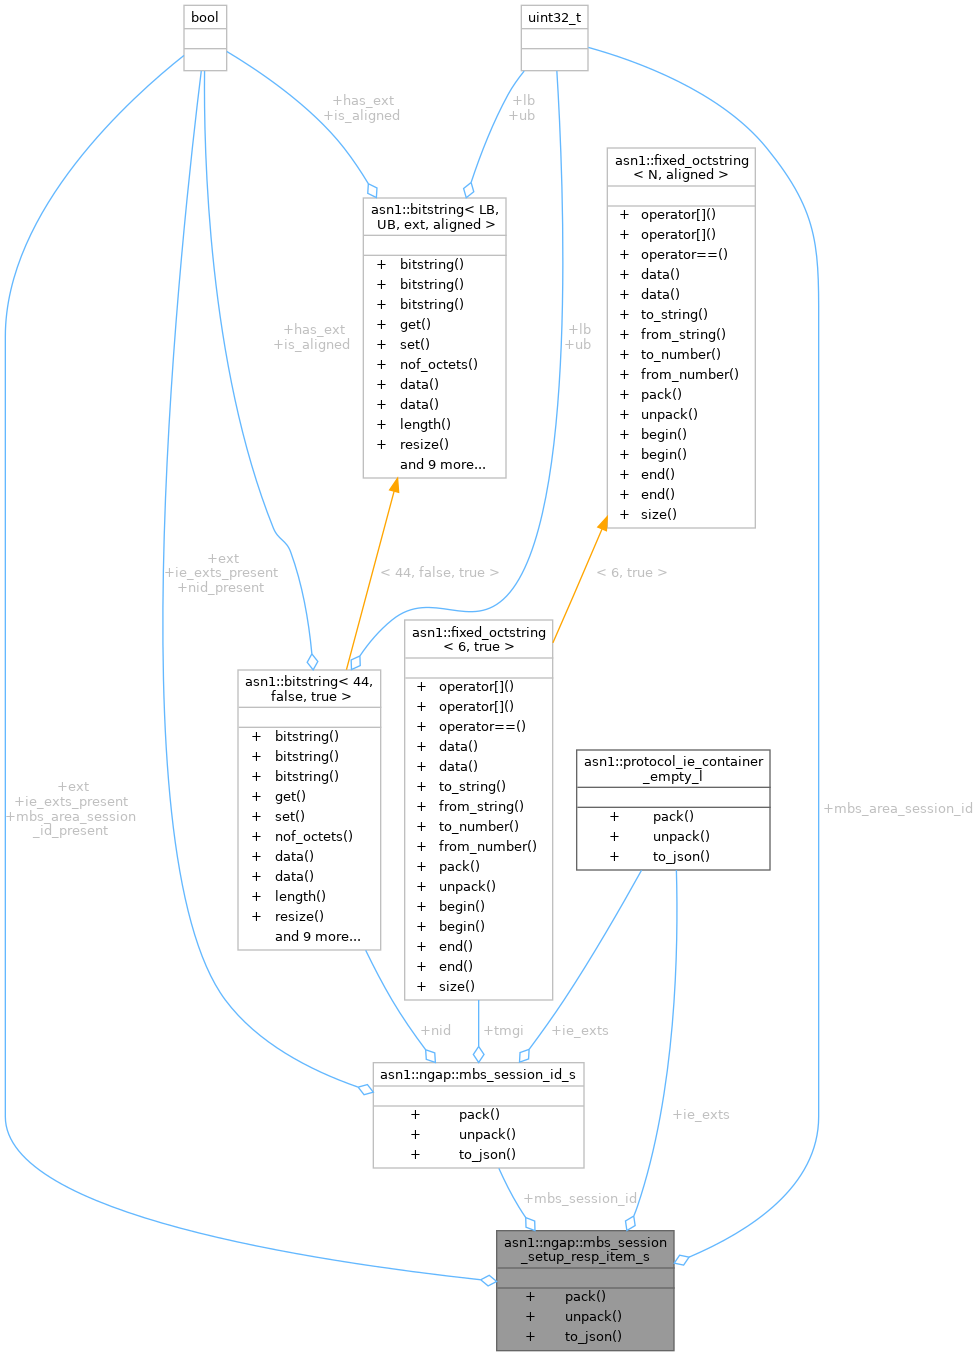 bool
uint32_t
+has_ext
+is_aligned
+lb
+ub
asn1::fixed_octstring
< N, aligned >
+ operator[]()
+ operator[]()
+ operator==()
+ data()
+ data()
+ to_string()
+ from_string()
+ to_number()
+ from_number()
+ pack()
+ unpack()
+ begin()
+ begin()
+ end()
+ end()
+ size()
asn1::bitstring< LB,
UB, ext, aligned >
+ bitstring()
+ bitstring()
+ bitstring()
+ get()
+ set()
+ nof_octets()
+ data()
+ data()
+ length()
+ resize()
and 9 more...
+has_ext
+is_aligned
+lb
+ub
+ext
+ie_exts_present
+nid_present
< 44, false, true >
< 6, true >
asn1::bitstring< 44,
false, true >
+ bitstring()
+ bitstring()
+ bitstring()
+ get()
+ set()
+ nof_octets()
+ data()
+ data()
+ length()
+ resize()
and 9 more...
asn1::fixed_octstring
< 6, true >
+ operator[]()
+ operator[]()
+ operator==()
+ data()
+ data()
+ to_string()
+ from_string()
+ to_number()
+ from_number()
+ pack()
+ unpack()
+ begin()
+ begin()
+ end()
+ end()
+ size()
asn1::protocol_ie_container
_empty_l
+ pack()
+ unpack()
+ to_json()
+ext
+ie_exts_present
+mbs_area_session
_id_present
+mbs_area_session_id
+nid
+tmgi
+ie_exts
asn1::ngap::mbs_session_id_s
+ pack()
+ unpack()
+ to_json()
+ie_exts
+mbs_session_id
asn1::ngap::mbs_session
_setup_resp_item_s
+ pack()
+ unpack()
+ to_json()